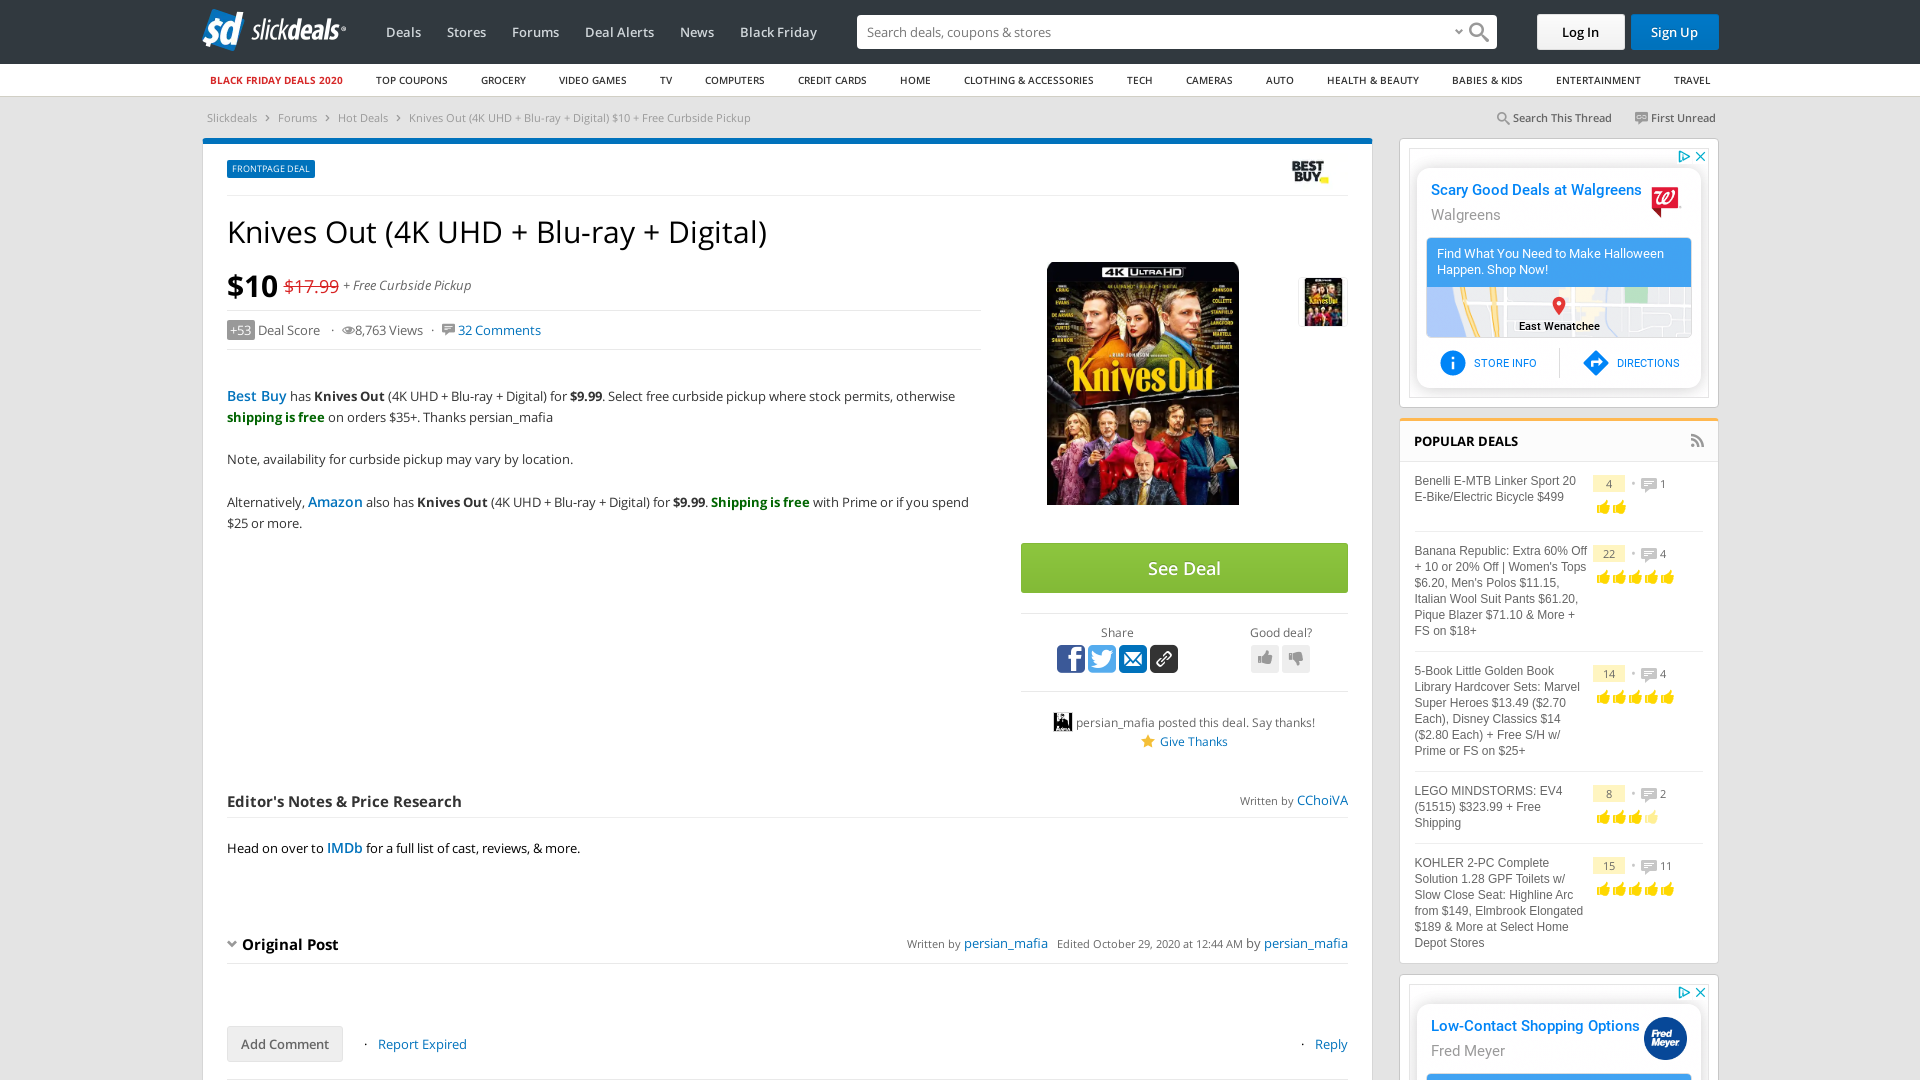 sd slickdeals
Deals Stores Forums Deal Alerts News Black Friday
Search deals, coupons & shopping
Log In Sign Up
BLACK FRIDAY DEALS 2020 TOP COUPONS GROCERY VIDEO GAMES TV COMPUTERS CREDIT CARDS HOME CLOTHING & ACCESSORIES TECH CAMERAS AUTO HEALTH & BEAUTY BABIES & KIDS ENTERTAINMENT TRAVEL
Slickdeals Forums Hot Deals Knives Out (4K UHD + Blu-ray + Digital) $10 + Free Curbside Pickup
Search This Thread First Unread
FRONTPAGE DEAL
BEST BUY
Knives Out (4K UHD + Blu-ray + Digital)
$10 $17.99 + Free Curbside Pickup
+53 Deal Score · 8,763 Views · 32 Comments
Best Buy has Knives Out (4K UHD + Blu-ray + Digital) for $9.99. Select free curbside pickup where stock permits, otherwise
shipping is free on orders $35+. Thanks persian_mafia
Note, availability for curbside pickup may vary by location.
Alternatively, Amazon also has Knives Out (4K UHD + Blu-ray + Digital) for $9.99. Shipping is free with Prime or if you spend
$25 or more.
4K ULTRAHD
Knives Out
See Deal
Share Good deal?
persian_mafia posted this deal. Say thanks!
Give Thanks
Editor's Notes & Price Research
Written by CChoiVA
Head on over to IMDb for a full list of cast, reviews, & more.
Original Post
Written by persian_mafia Edited October 29, 2020 at 12:44 AM by persian_mafia
Add Comment · Report Expired
· Reply
Scary Good Deals at Walgreens
Walgreens
Find What You Need to Make Halloween
Happen. Shop Now!
East Wenatchee
STORE INFO DIRECTIONS
POPULAR DEALS
Benelli E-MTB Linker Sport 20
E-Bike/Electric Bicycle $499
4 • 1
Banana Republic: Extra 60% Off
+ 10 or 20% Off | Women's Tops
$6.20, Men's Polos $11.15,
Italian Wool Suit Pants $61.20,
Pique Blazer $71.10 & More +
FS on $18+
22 • 4
5-Book Little Golden Book
Library Hardcover Sets: Marvel
Super Heroes $13.49 ($2.70
Each), Disney Classics $14
($2.80 Each) + Free S/H w/
Prime or FS on $25+
14 • 4
LEGO MINDSTORMS: EV4
(51515) $323.99 + Free
Shipping
8 • 2
KOHLER 2-PC Complete
Solution 1.28 GPF Toilets w/
Slow Close Seat: Highline Arc
from $149, Elmbrook Elongated
$189 & More at Select Home
Depot Stores
15 • 11
Low-Contact Shopping Options
Fred Meyer
Fred Meyer